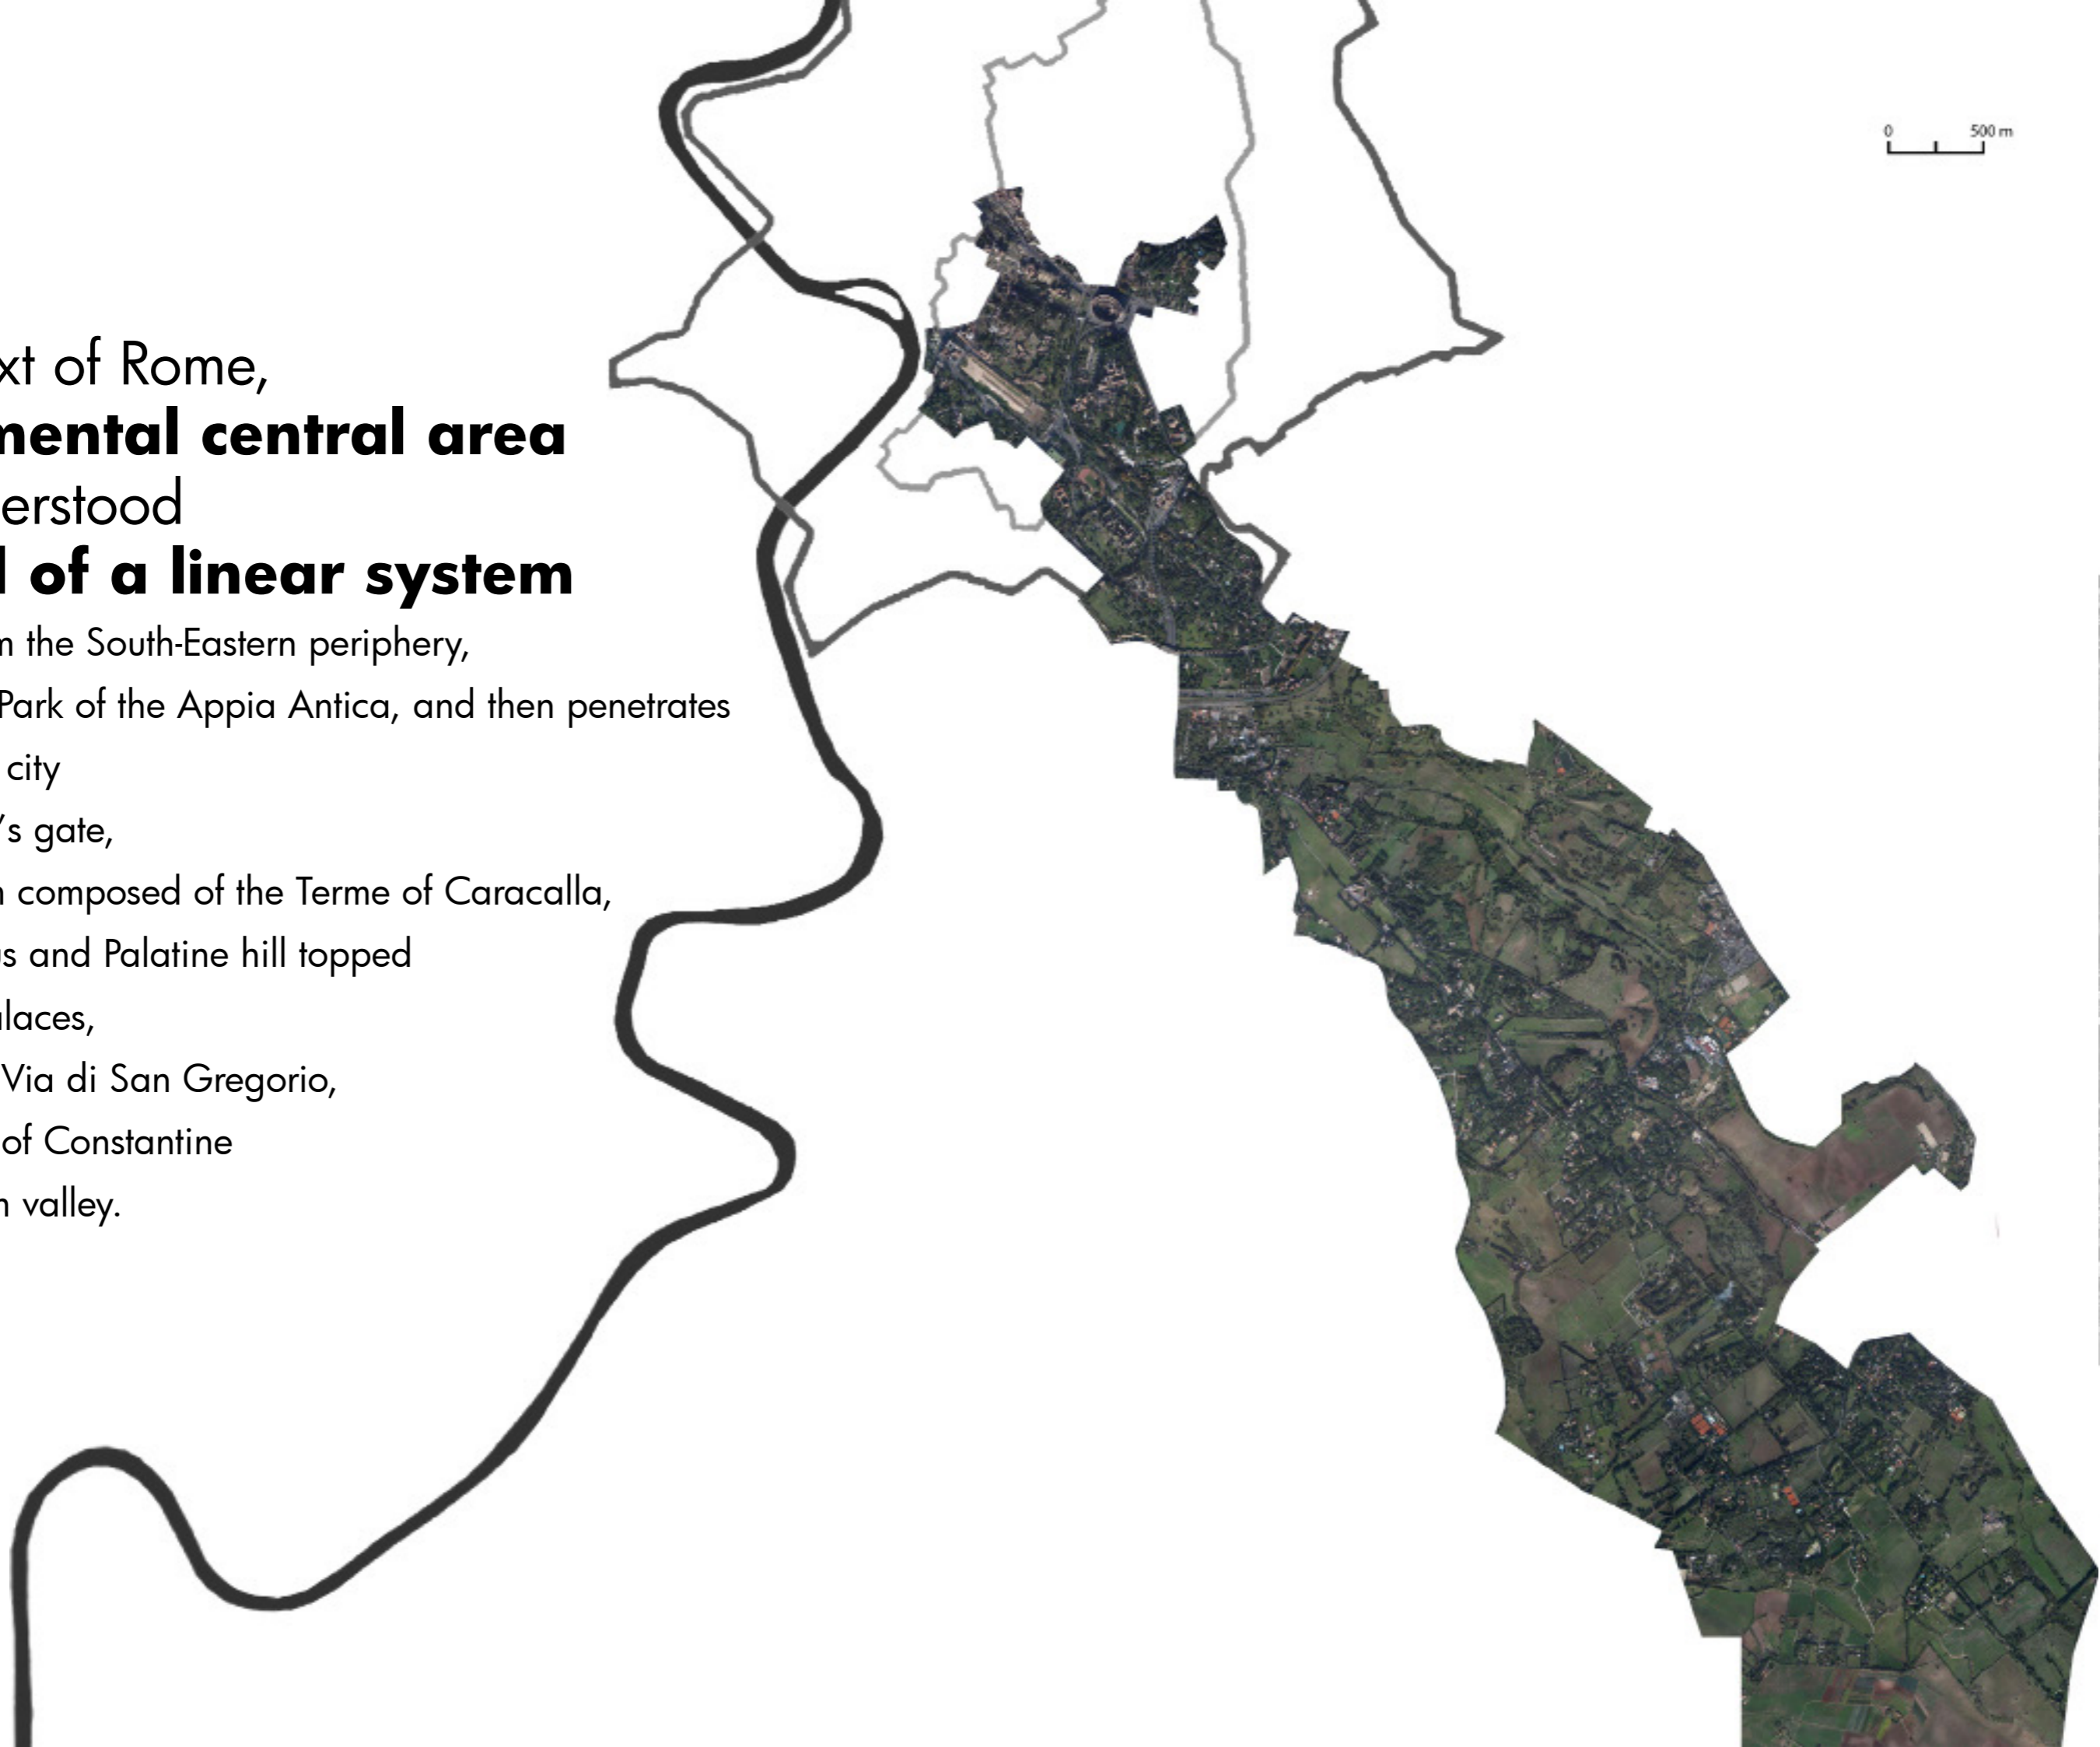 xt of Rome,
mental central area
erstood
l of a linear system
m the South-Eastern periphery,
Park of the Appia Antica, and then penetrates
city
's gate,
n composed of the Terme of Caracalla,
us and Palatine hill topped
alaces,
Via di San Gregorio,
of Constantine
n valley.
0 500 m